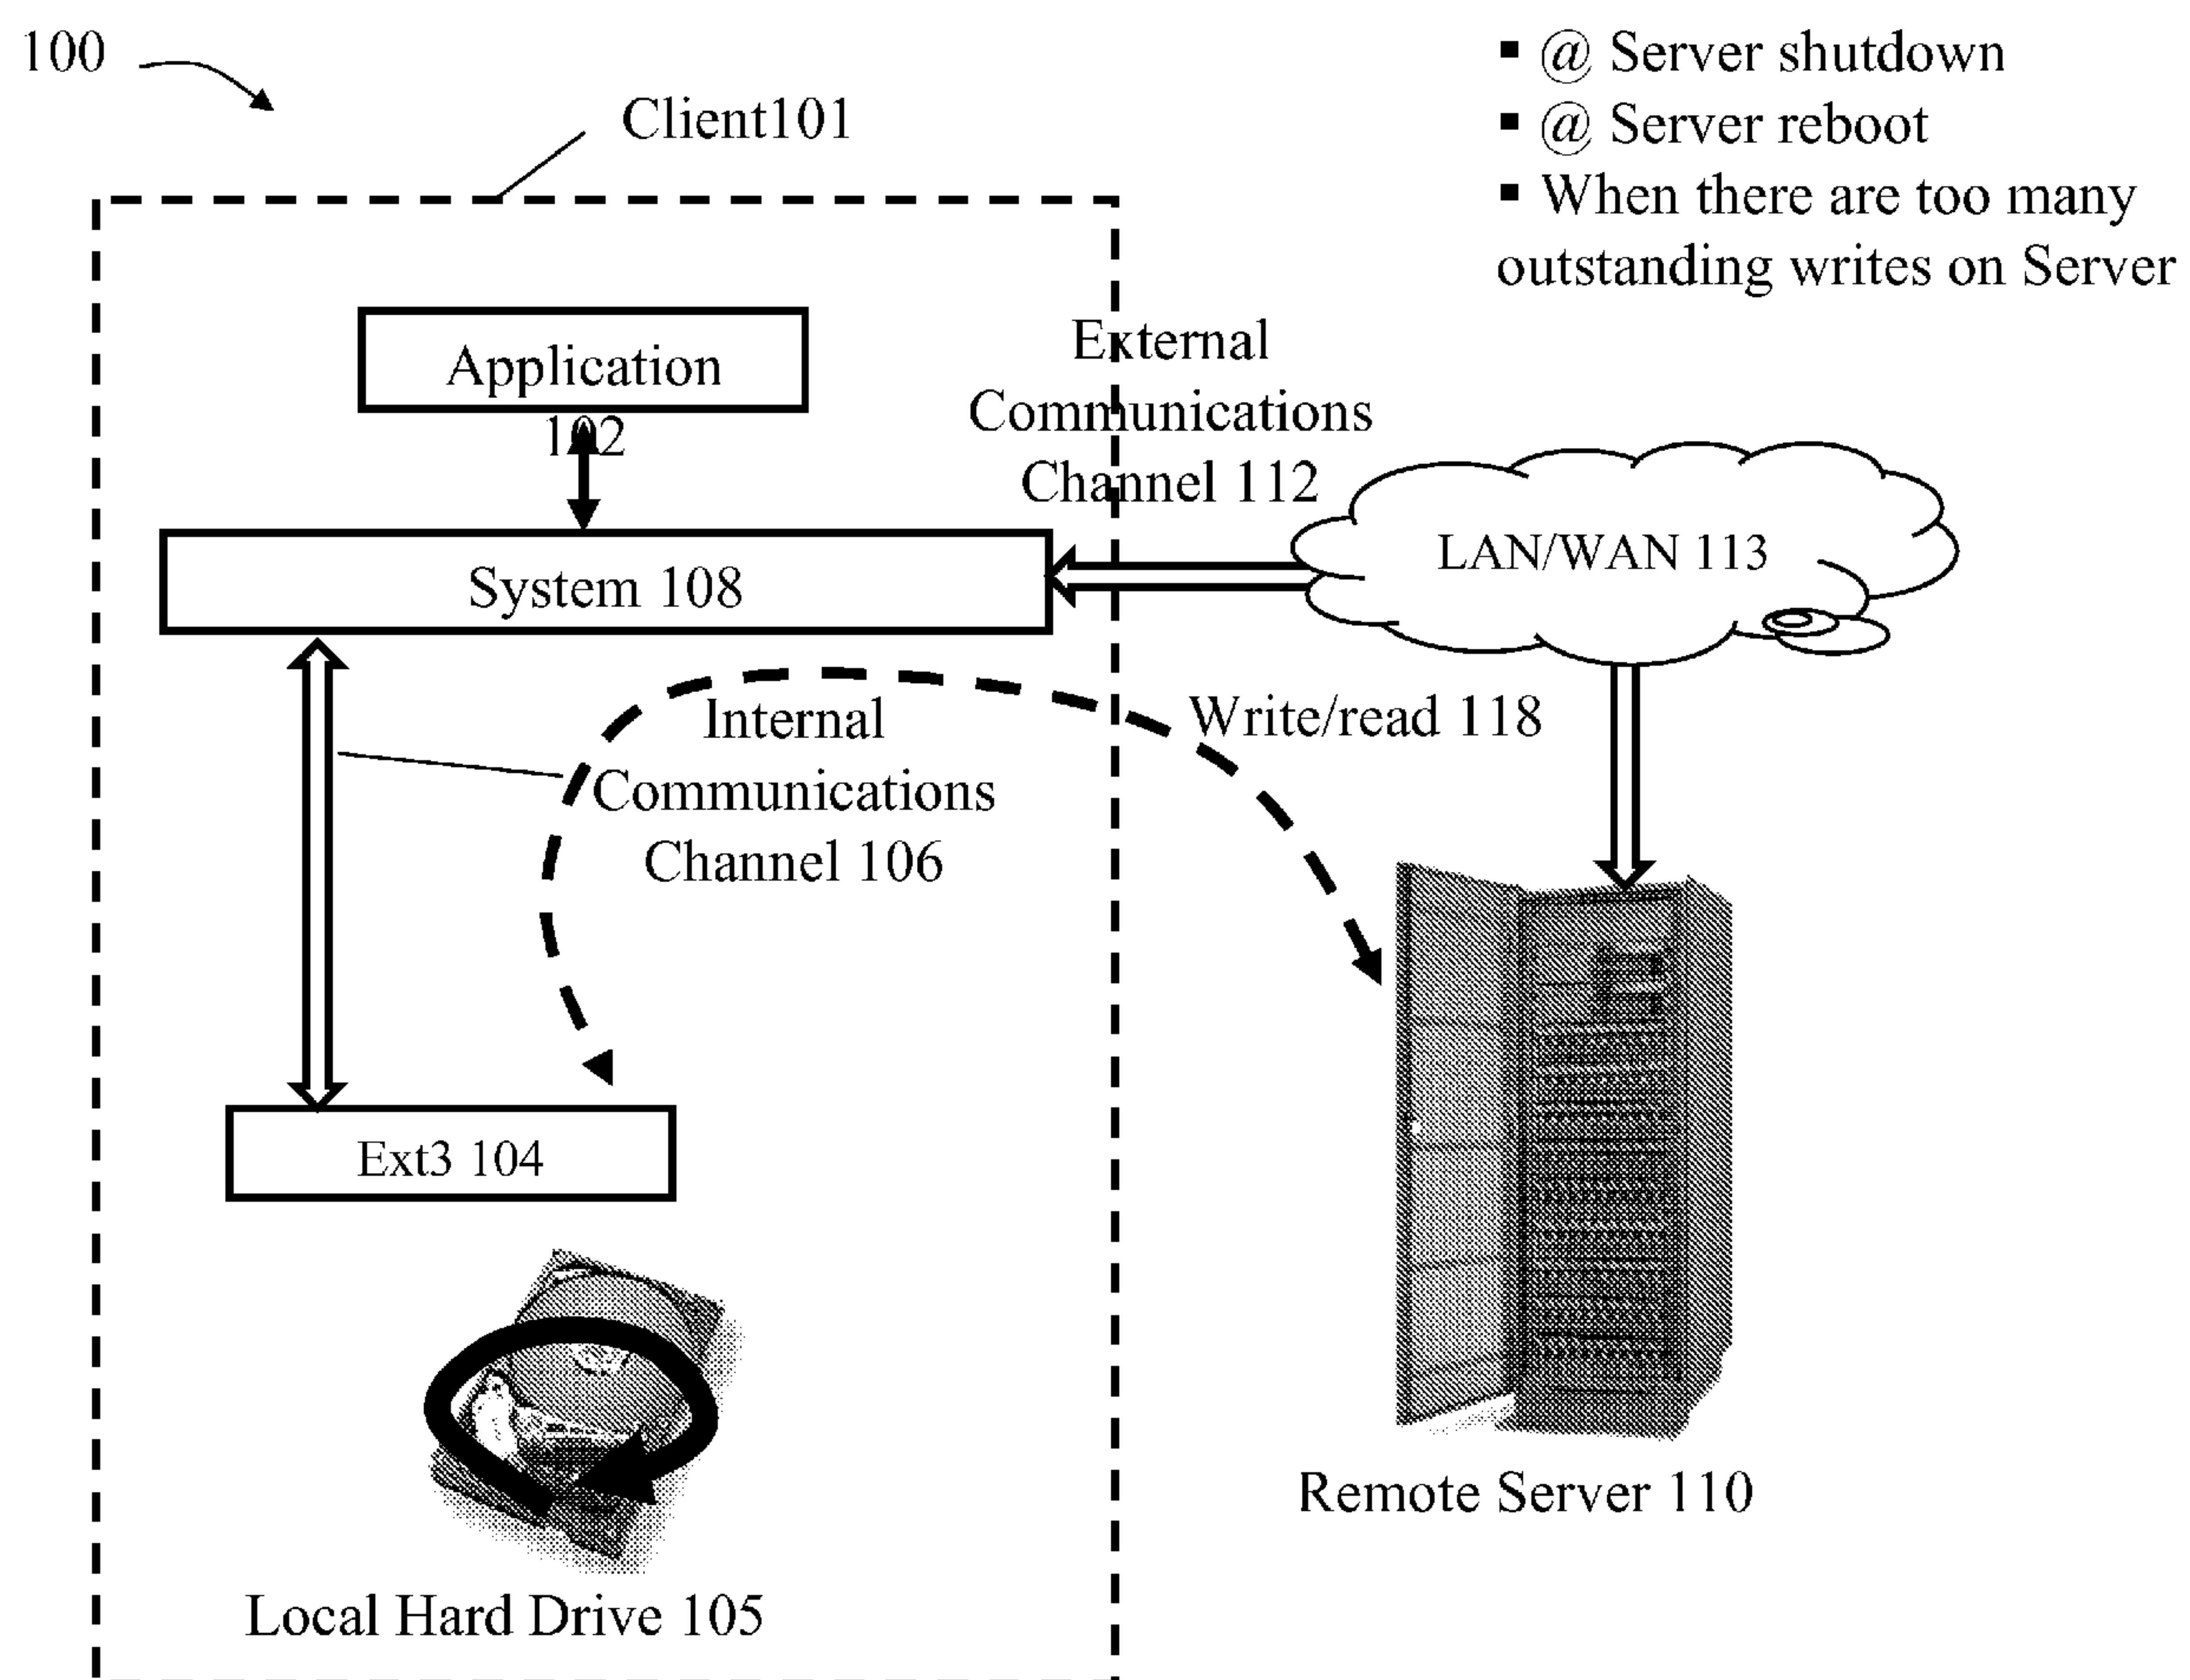 100
▪ @ Server shutdown
▪ @ Server reboot
▪ When there are too many
outstanding writes on Server
Client101
Application
102
External
Communications
Channel 112
System 108
LAN/WAN 113
Internal
Communications
Channel 106
Write/read 118
Ext3 104
Local Hard Drive 105
Remote Server 110